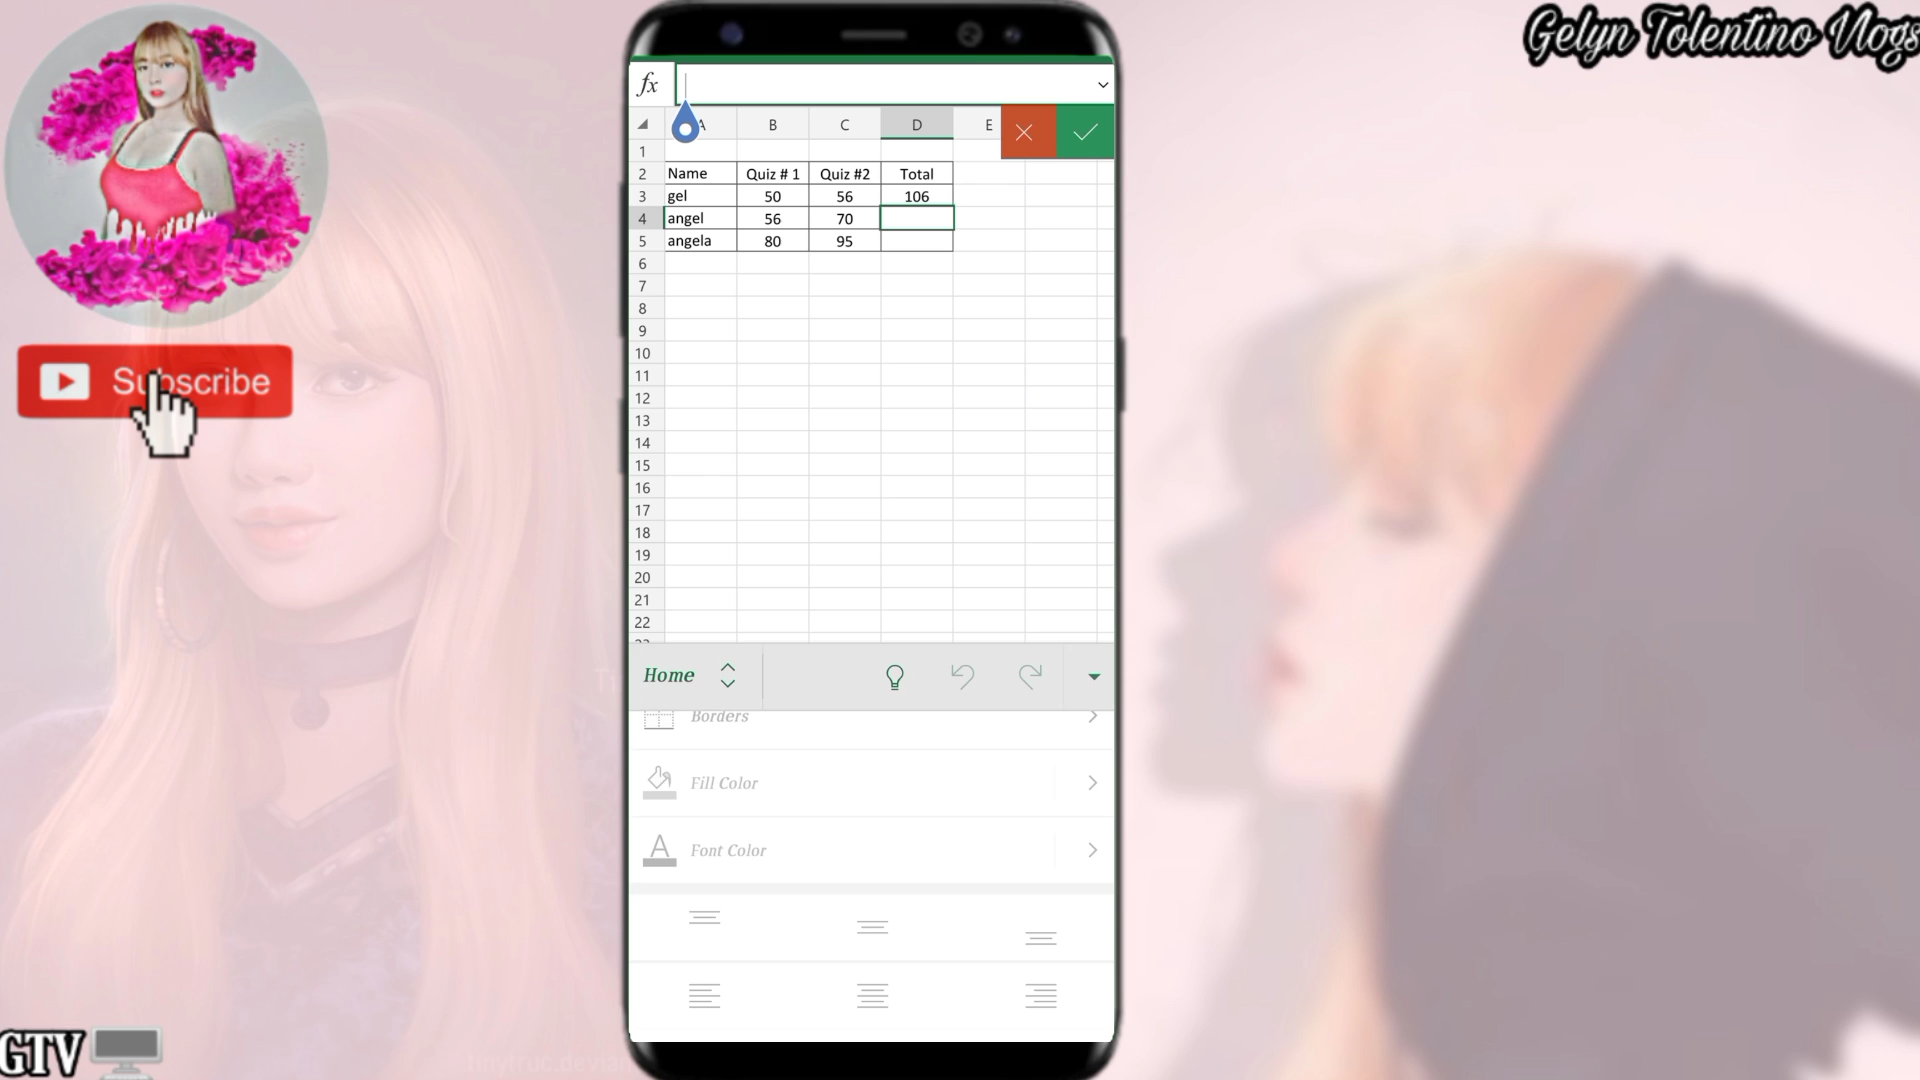 Gelyn Tolentino Vlogs
Subscribe
fx
A B C D E
1
2 Name Quiz # 1 Quiz #2 Total
3 gel 50 56 106
4 angel 56 70
5 angela 80 95
6
7
8
9
10
11
12
13
14
15
16
17
18
19
20
21
22
Home
Borders
Fill Color
A Font Color
GTV